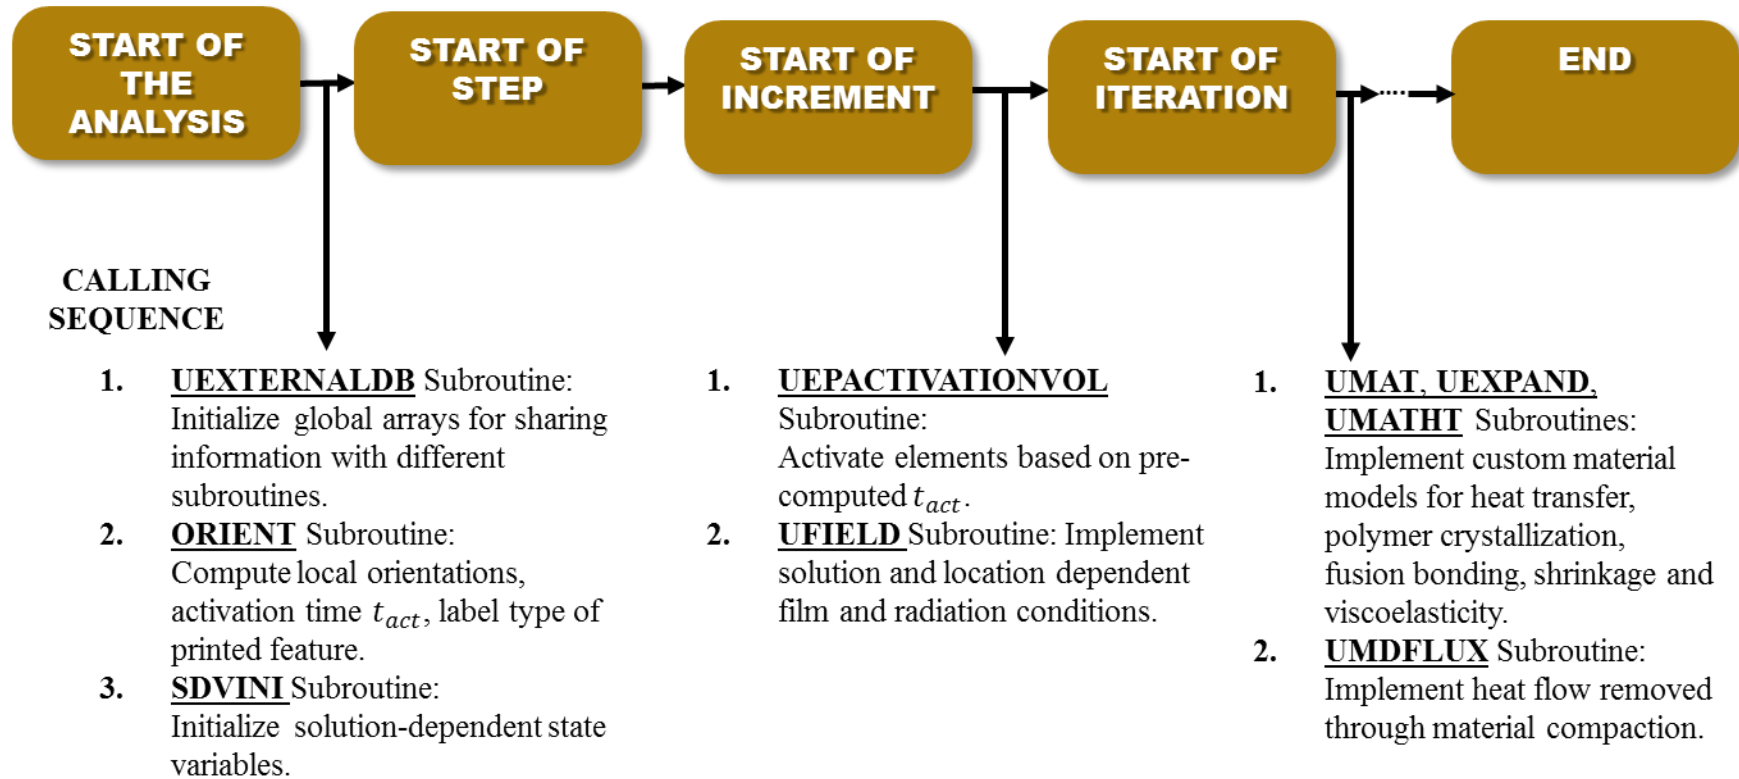 START OF
THE
ANALYSIS
START OF
STEP
START OF
INCREMENT
START OF
ITERATION
....
END
CALLING
SEQUENCE
1. UEXTERNALDB Subroutine:
Initialize global arrays for sharing
information with different
subroutines.
2. ORIENT Subroutine:
Compute local orientations,
activation time t_act, label type of
printed feature.
3. SDVINI Subroutine:
Initialize solution-dependent state
variables.
1. UEPACTIVATIONVOL
Subroutine:
Activate elements based on pre-
computed t_act.
2. UFIELD Subroutine: Implement
solution and location dependent
film and radiation conditions.
1. UMAT, UEXPAND,
UMATHT Subroutines:
Implement custom material
models for heat transfer,
polymer crystallization,
fusion bonding, shrinkage and
viscoelasticity.
2. UMDFLUX Subroutine:
Implement heat flow removed
through material compaction.